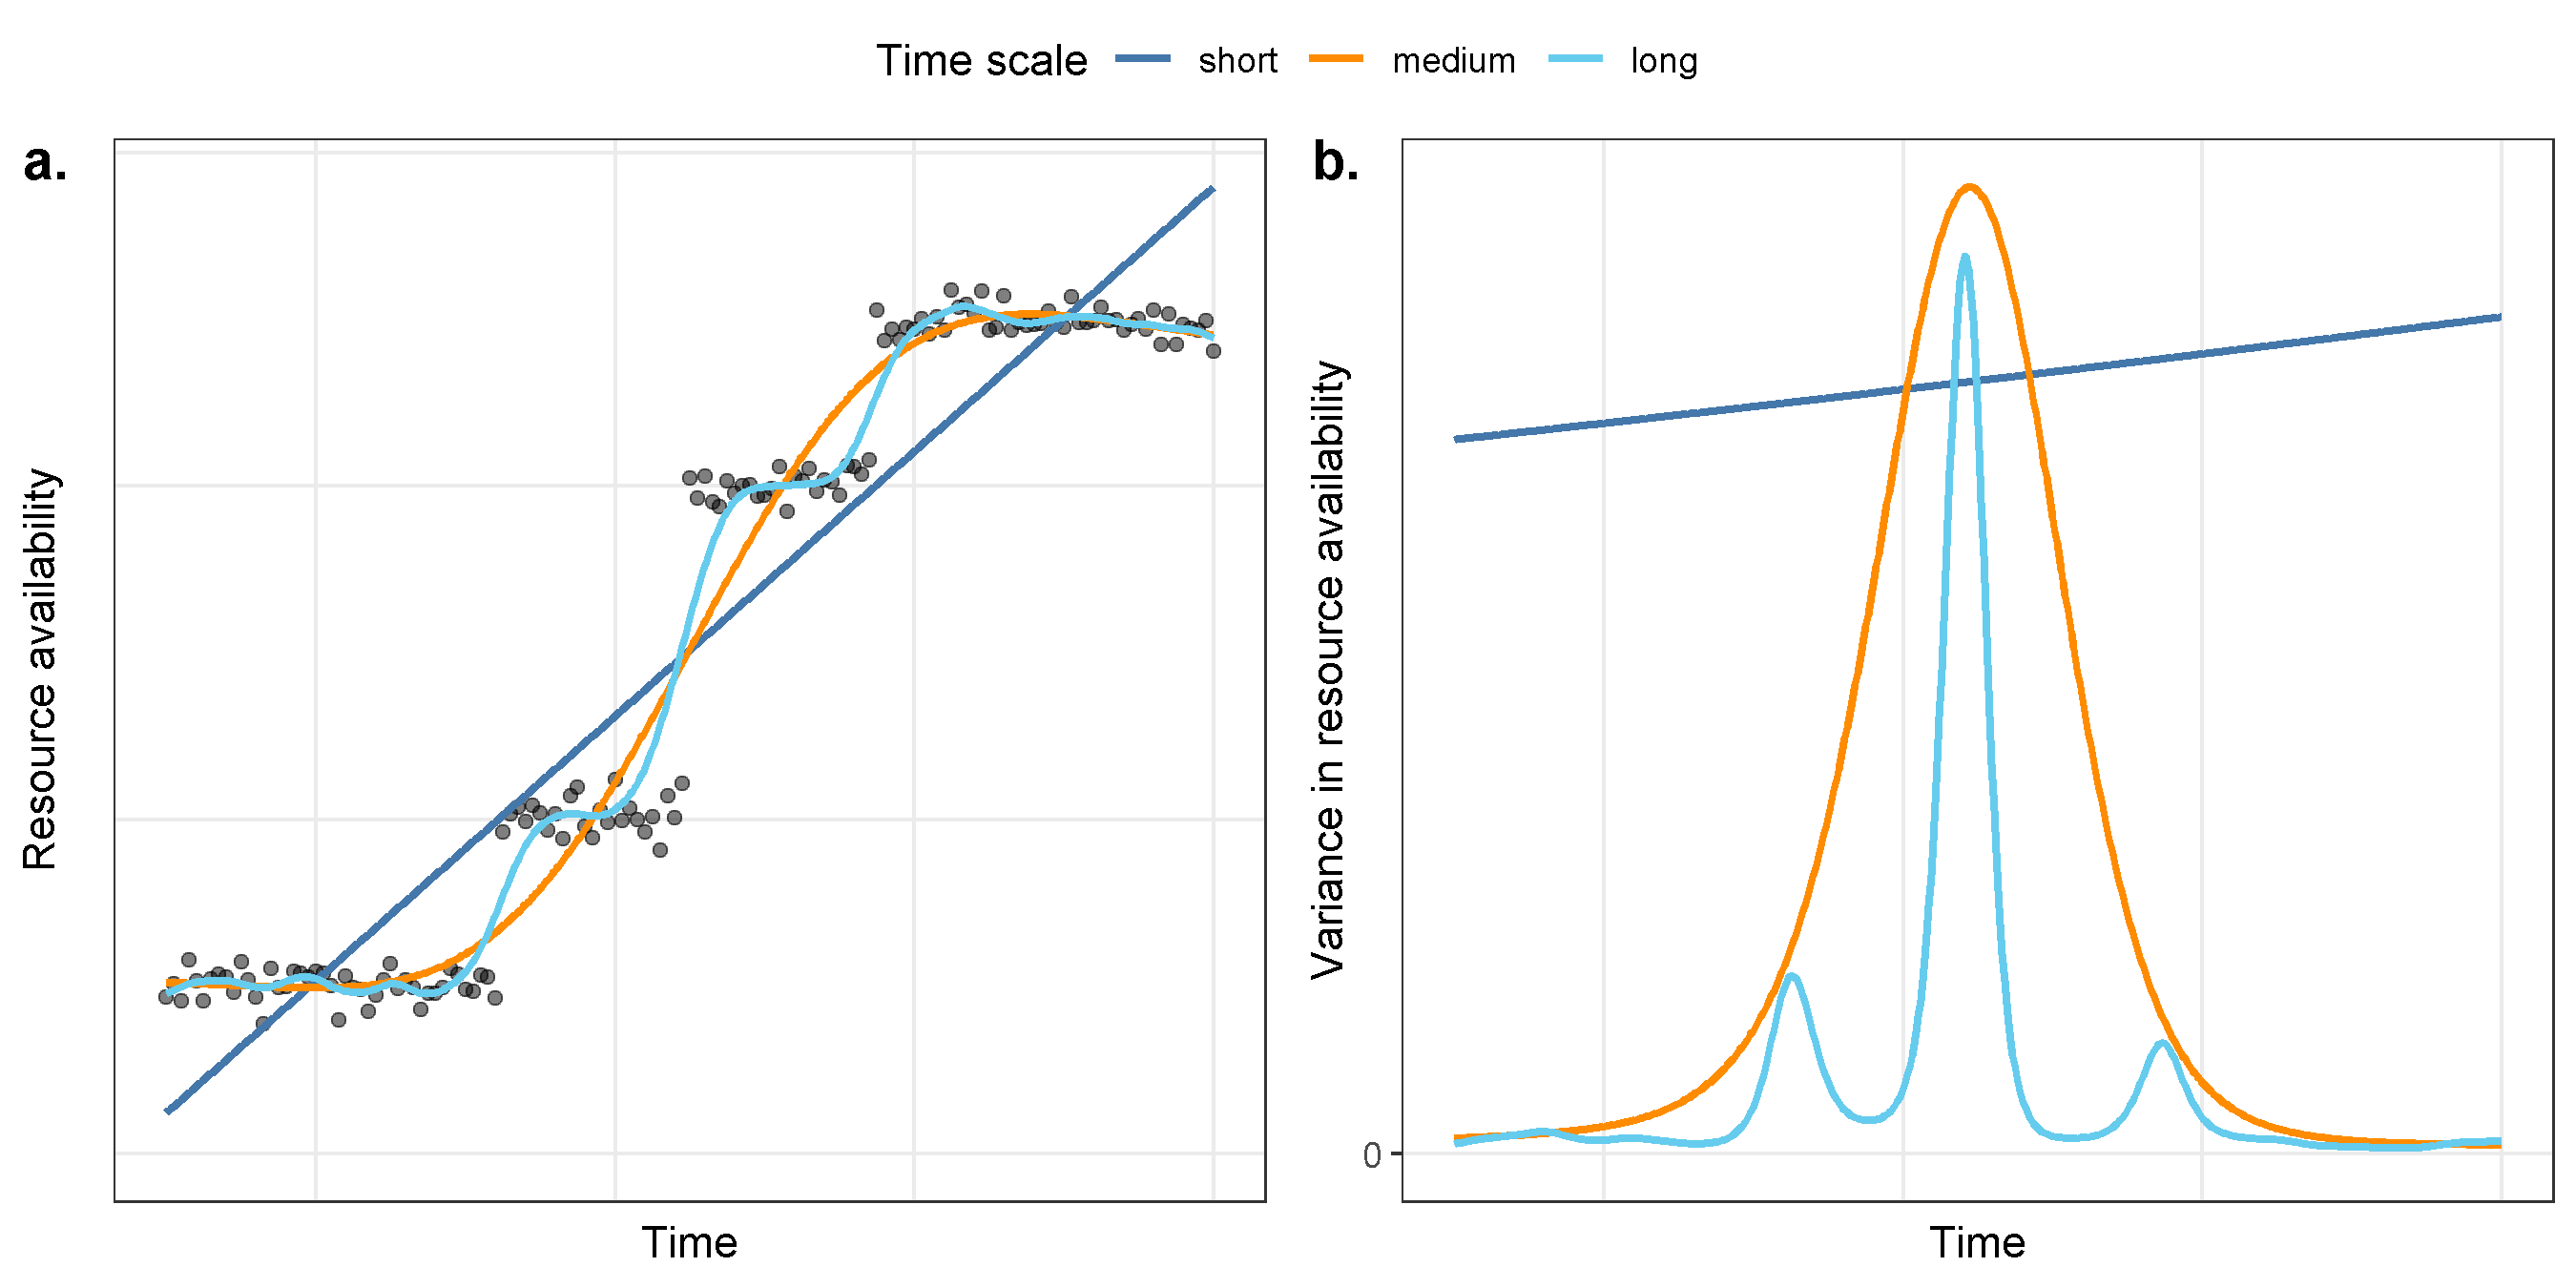 Time scale short medium long
a.
Resource availability
Time
b.
Variance in resource availability
0
Time